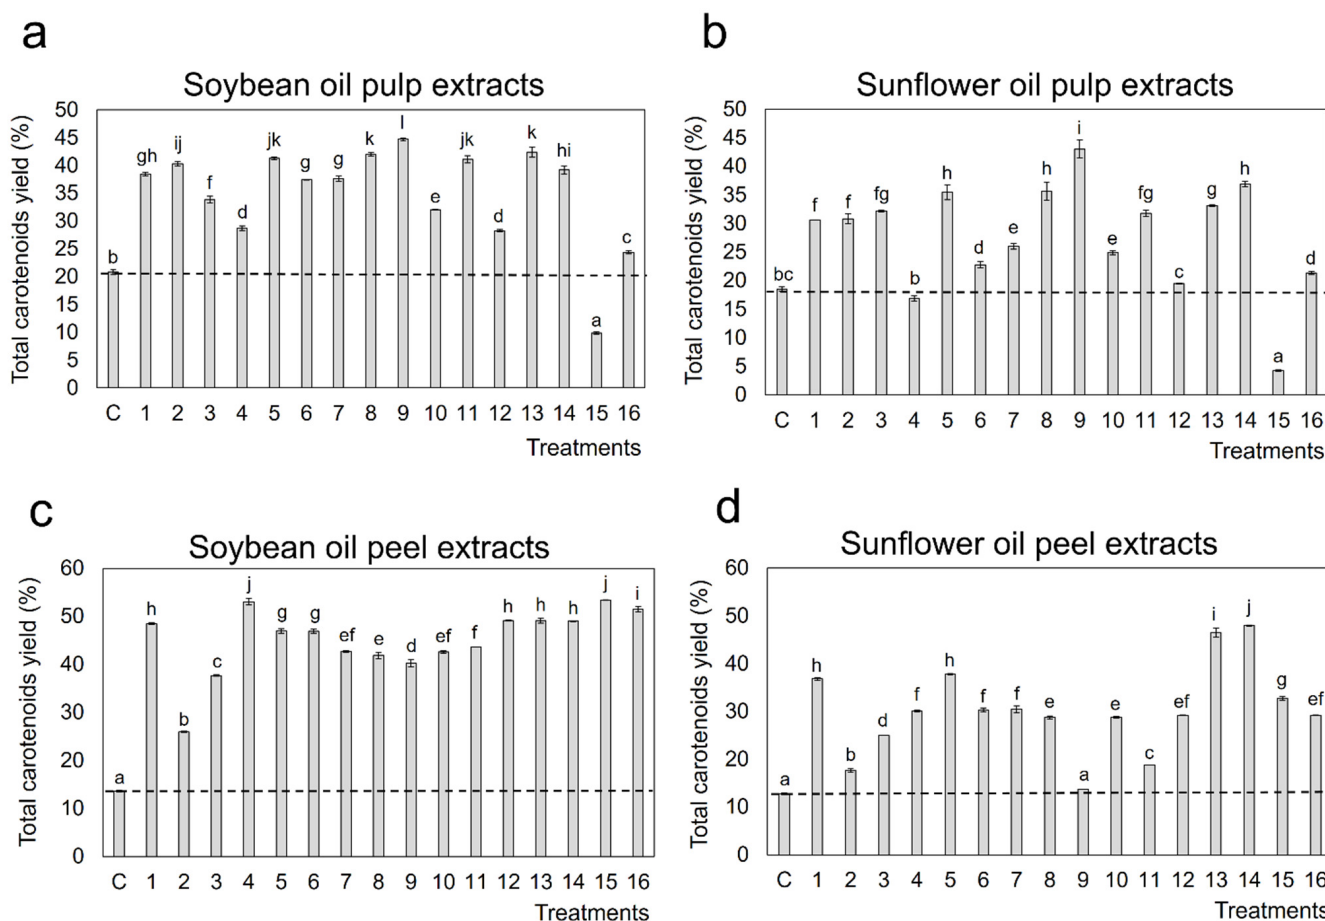 a
Soybean oil pulp extracts
Total carotenoids yield (%)
50
45
40
35
30
25
20
15
10
5
0
b gh ij f d jk g g k l e jk d k hi a c
C 1 2 3 4 5 6 7 8 9 10 11 12 13 14 15 16
Treatments
b
Sunflower oil pulp extracts
Total carotenoids yield (%)
50
45
40
35
30
25
20
15
10
5
0
bc f f fg b h d e h i e fg c g h a d
C 1 2 3 4 5 6 7 8 9 10 11 12 13 14 15 16
Treatments
c
Soybean oil peel extracts
Total carotenoids yield (%)
60
50
40
30
20
10
0
a h b c j g g ef e d ef f h h h j i
C 1 2 3 4 5 6 7 8 9 10 11 12 13 14 15 16
Treatments
d
Sunflower oil peel extracts
Total carotenoids yield (%)
60
50
40
30
20
10
0
a h b d f h f f e a e c ef i j g ef
C 1 2 3 4 5 6 7 8 9 10 11 12 13 14 15 16
Treatments